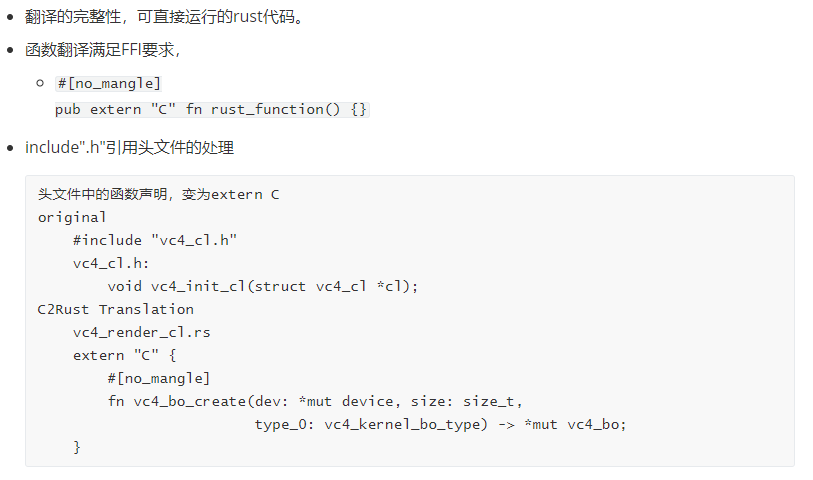 翻译的完整性，可直接运行的rust代码。
函数翻译满足FFI要求，
#[no_mangle]
pub extern "C" fn rust_function() {}
include".h"引用头文件的处理
头文件中的函数声明，变为extern C
original
    #include "vc4_cl.h"
    vc4_cl.h:
        void vc4_init_cl(struct vc4_cl *cl);
C2Rust Translation
    vc4_render_cl.rs
    extern "C" {
        #[no_mangle]
        fn vc4_bo_create(dev: *mut device, size: size_t,
                         type_0: vc4_kernel_bo_type) -> *mut vc4_bo;
    }